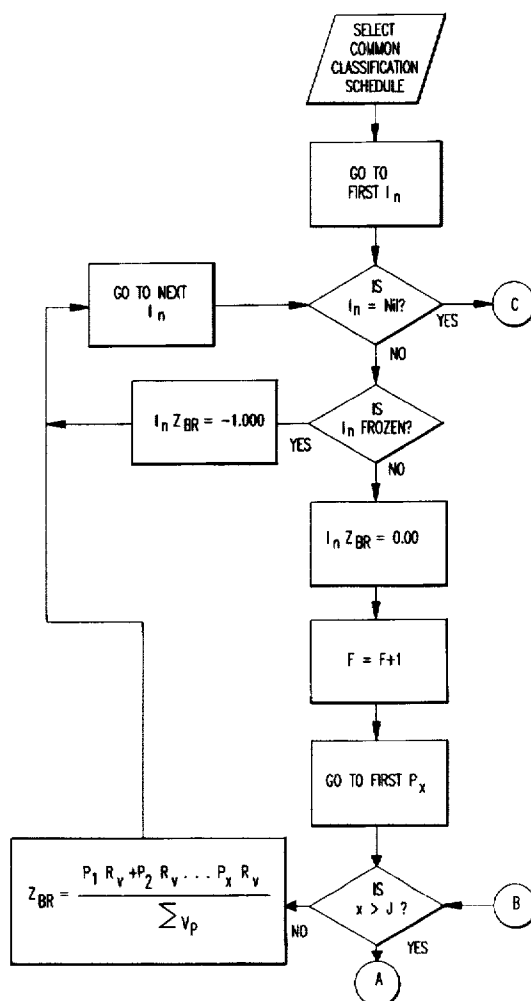 SELECT
COMMON
CLASSIFICATION
SCHEDULE
GO TO
FIRST I n
GO TO NEXT
I n
IS
I n = Nil?
YES
C
NO
I n Z BR = -1.000
YES
IS
I n FROZEN?
NO
I n Z BR = 0.00
F = F+1
GO TO FIRST P x
Z BR = P 1 R v + P 2 R v . . . P x R v
∑ V P
NO
IS
x > J ?
B
YES
A